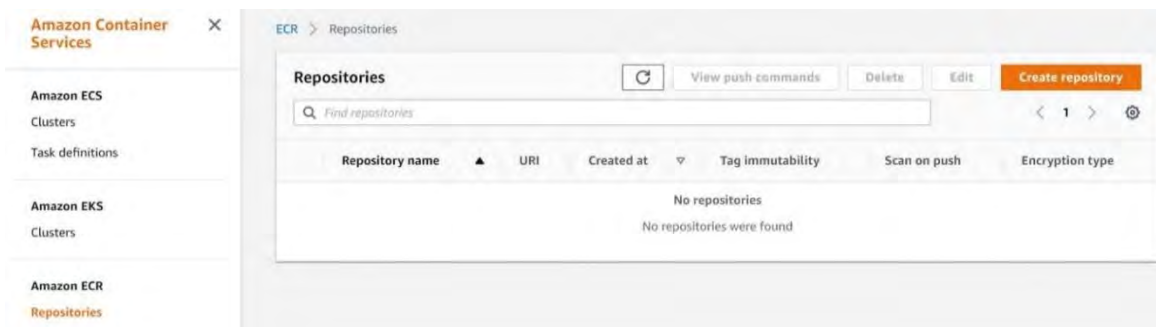 Amazon Container
Services
Amazon ECS
Clusters
Task definitions
Amazon EKS
Clusters
Amazon ECR
Repositories
ECR > Repositories
Repositories
View push commands
Delete
Edit
Create repository
Find repositories
< 1 >
Repository name
URI
Created at
Tag immutability
Scan on push
Encryption type
No repositories
No repositories were found